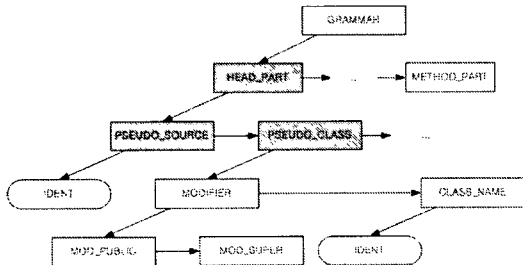 GRAMMAR
HEAD_PART ... METHOD_PART
PSEUDO_SOURCE PSEUDO_CLASS ...
IDENT MODIFIER CLASS_NAME
MOD_PUBLIC MOD_SUPER IDENT